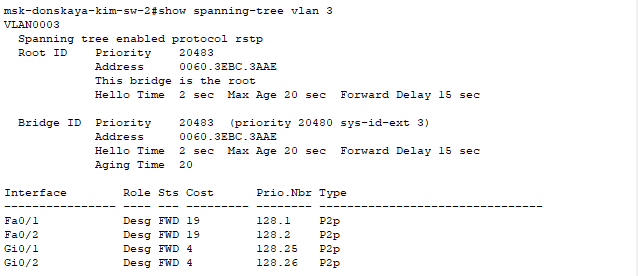 msk-donskaya-kim-sw-2#show spanning-tree vlan 3
VLAN0003
  Spanning tree enabled protocol rstp
  Root ID    Priority    20483
             Address     0060.3EBC.3AAE
             This bridge is the root
             Hello Time  2 sec  Max Age 20 sec  Forward Delay 15 sec

  Bridge ID  Priority    20483  (priority 20480 sys-id-ext 3)
             Address     0060.3EBC.3AAE
             Hello Time  2 sec  Max Age 20 sec  Forward Delay 15 sec
             Aging Time  20

Interface        Role Sts Cost      Prio.Nbr Type
---------------- ---- --- --------- -------- --------------------------------
Fa0/1            Desg FWD 19        128.1    P2p
Fa0/2            Desg FWD 19        128.2    P2p
Gi0/1            Desg FWD 4         128.25   P2p
Gi0/2            Desg FWD 4         128.26   P2p